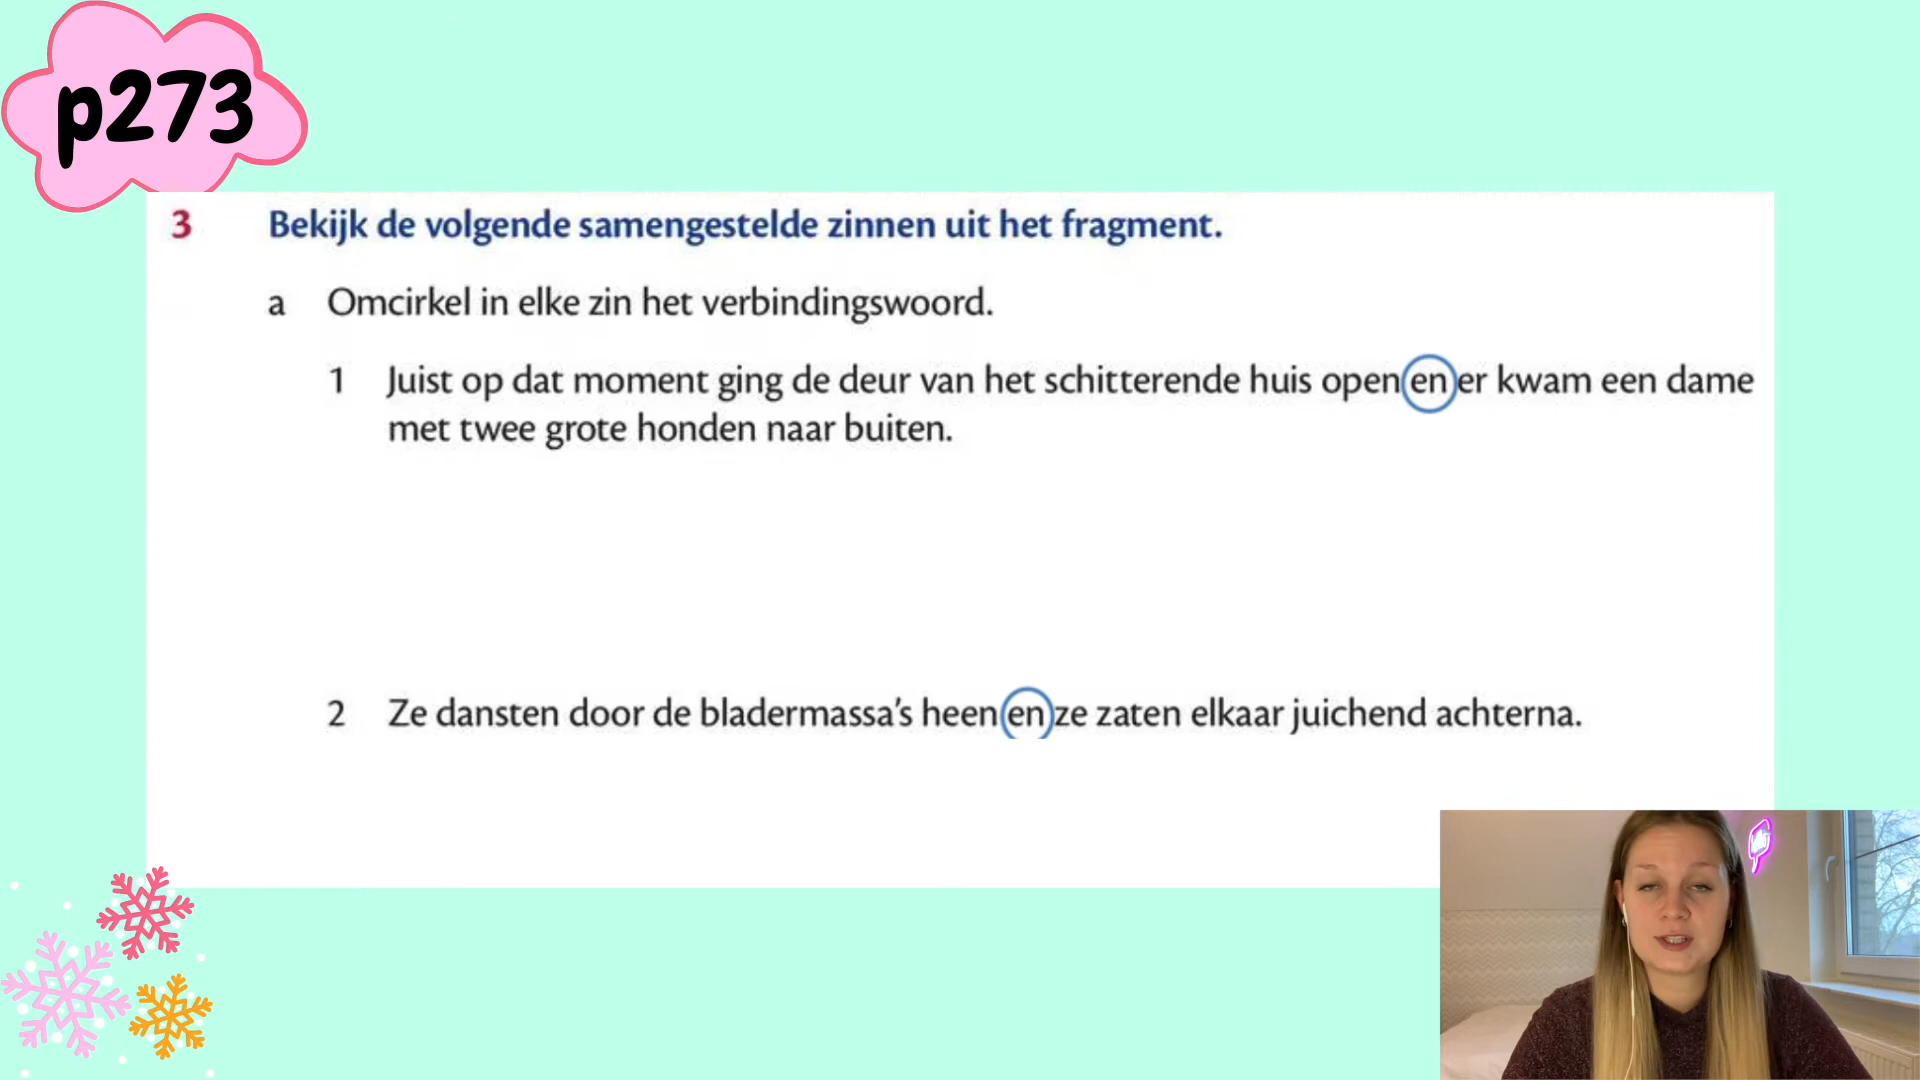 p273
3 Bekijk de volgende samengestelde zinnen uit het fragment.
a Omcirkel in elke zin het verbindingswoord.
1 Juist op dat moment ging de deur van het schitterende huis open en er kwam een dame
met twee grote honden naar buiten.
2 Ze dansten door de bladermassa's heen en ze zaten elkaar juichend achterna.